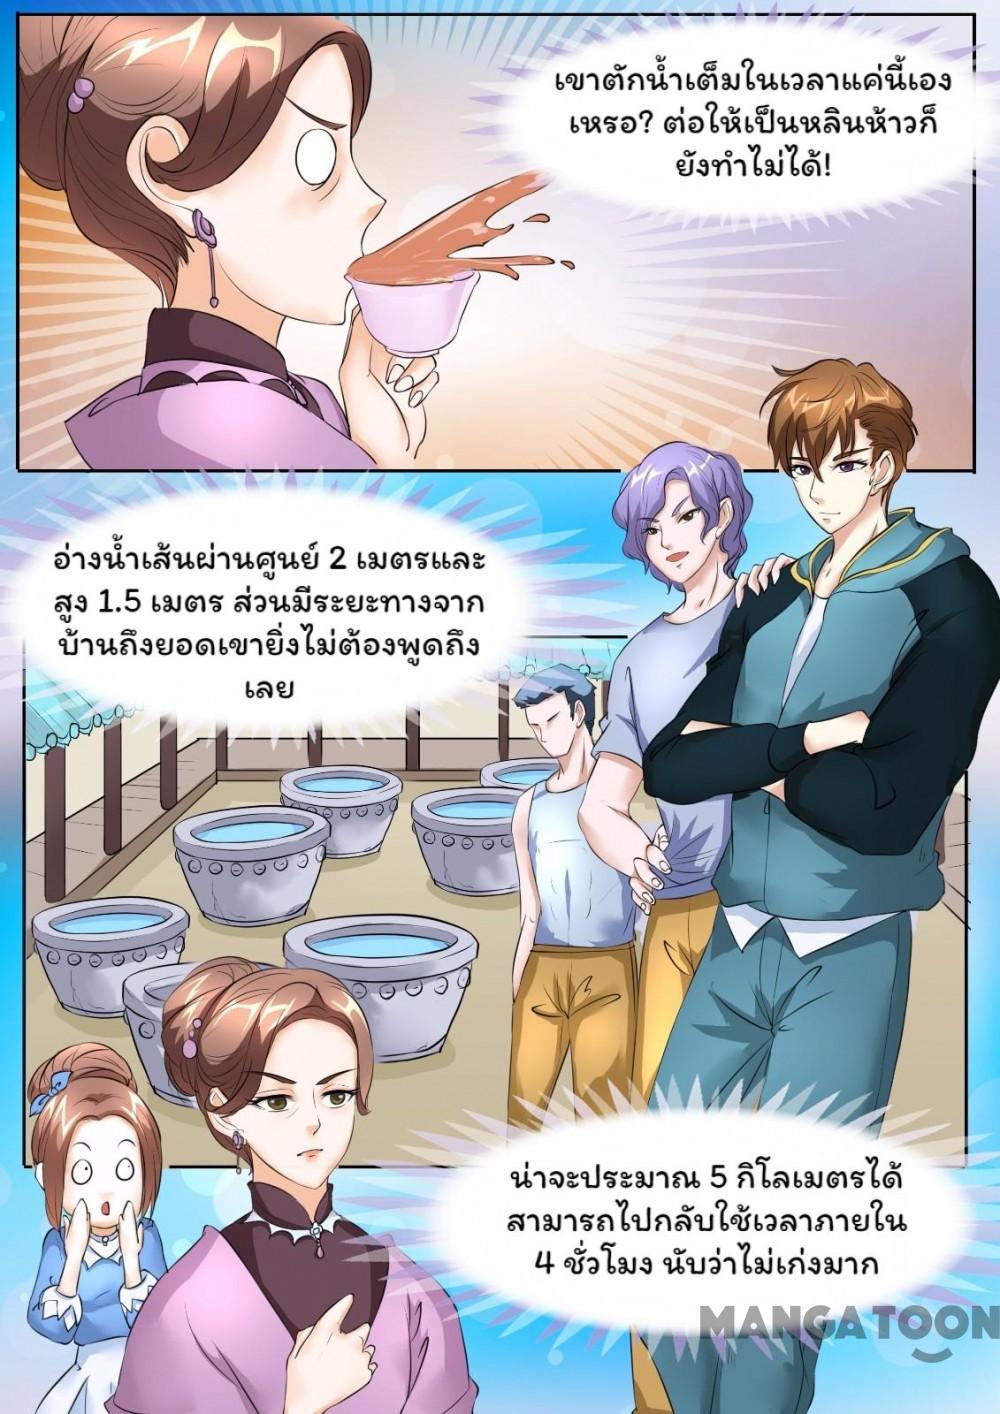 เขาตักน้ำเต็มในเวลาแค่นี้เอง
เหรอ? ต่อให้เป็นหลินห้าวก็
ยังทำไม่ได้!
อ่างน้ำเส้นผ่านศูนย์ 2 เมตรและ
สูง 1.5 เมตร ส่วนมีระยะทางจาก
บ้านถึงยอดเขายิ่งไม่ต้องพูดถึง
เลย
น่าจะประมาณ 5 กิโลเมตรได้
สามารถไปกลับใช้เวลาภายใน
4 ชั่วโมง นับว่าไม่เก่งมาก
MANGATOON